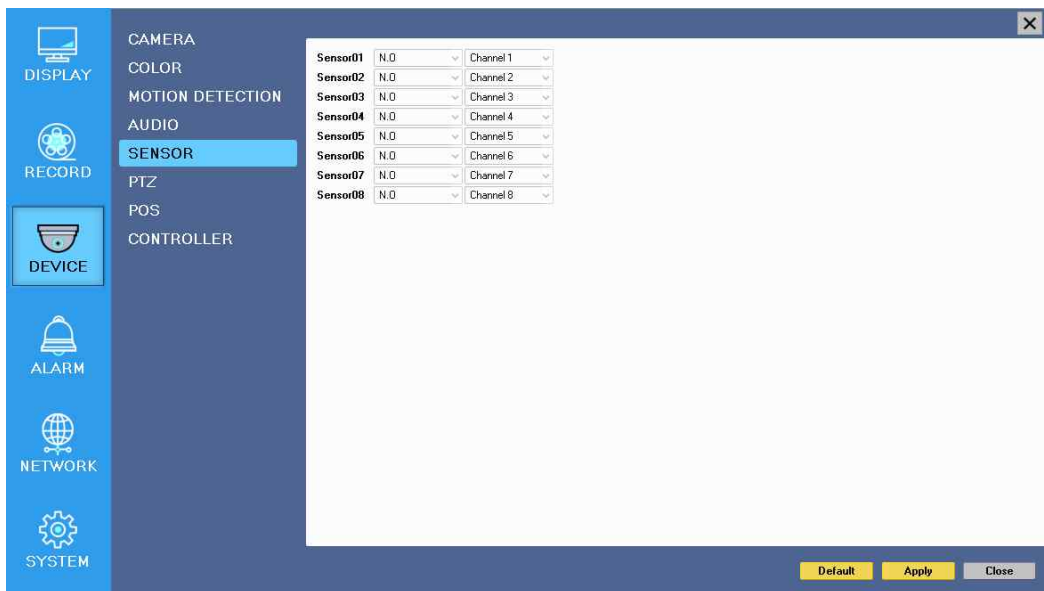 DISPLAY
RECORD
DEVICE
ALARM
NETWORK
SYSTEM
CAMERA
COLOR
MOTION DETECTION
AUDIO
SENSOR
PTZ
POS
CONTROLLER
Sensor01 N.O Channel 1
Sensor02 N.O Channel 2
Sensor03 N.O Channel 3
Sensor04 N.O Channel 4
Sensor05 N.O Channel 5
Sensor06 N.O Channel 6
Sensor07 N.O Channel 7
Sensor08 N.O Channel 8
Default Apply Close